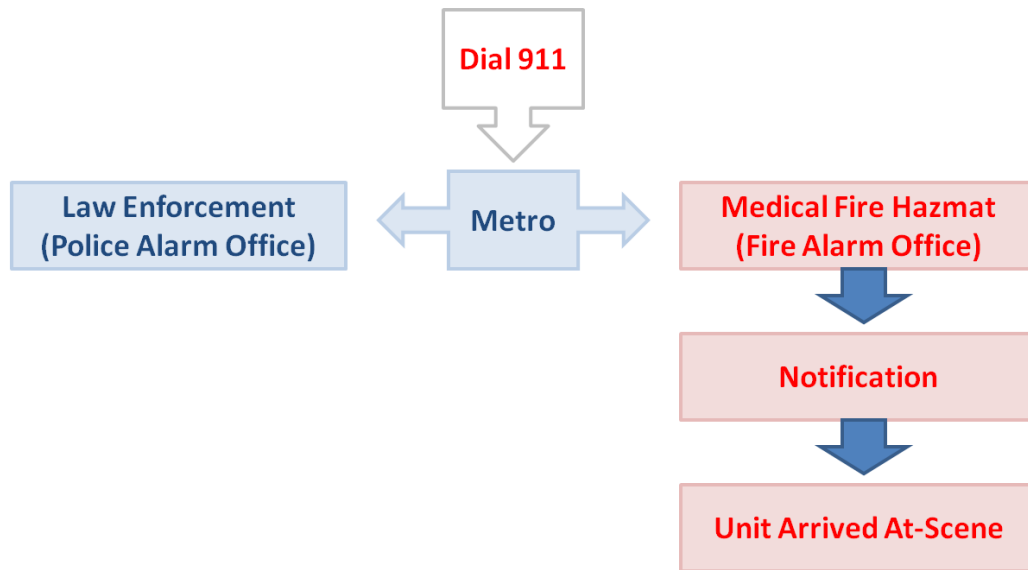 Dial 911
Law Enforcement
(Police Alarm Office)
Metro
Medical Fire Hazmat
(Fire Alarm Office)
Notification
Unit Arrived At-Scene